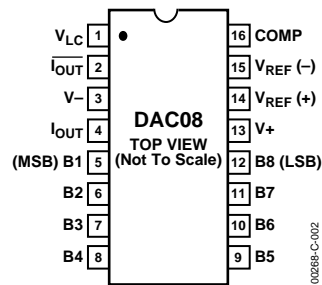 V_LC 1
I̅_OUT 2
V– 3
I_OUT 4
(MSB) B1 5
B2 6
B3 7
B4 8
DAC08
TOP VIEW
(Not To Scale)
16 COMP
15 V_REF (–)
14 V_REF (+)
13 V+
12 B8 (LSB)
11 B7
10 B6
9 B5
00268-C-002